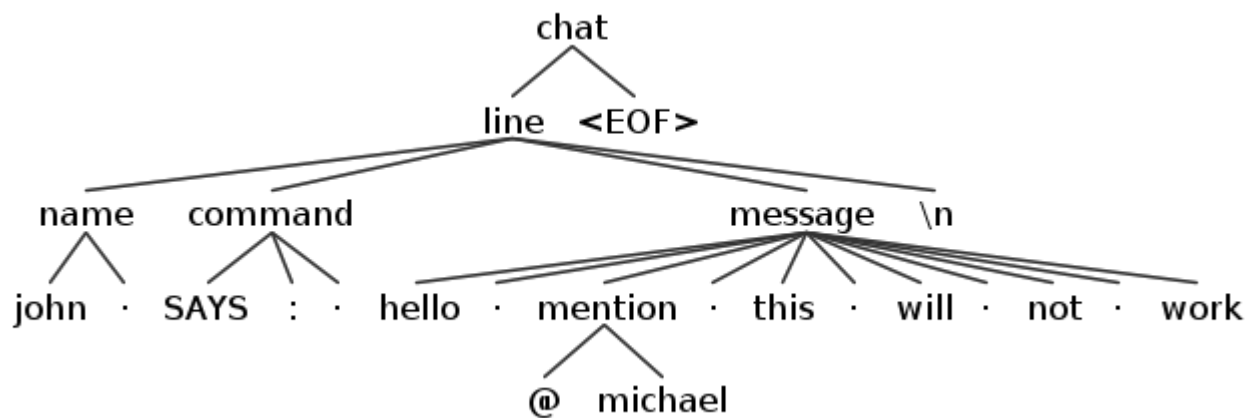 chat
line <EOF>
name command message \n
john · SAYS : · hello · mention · this · will · not · work
@ michael